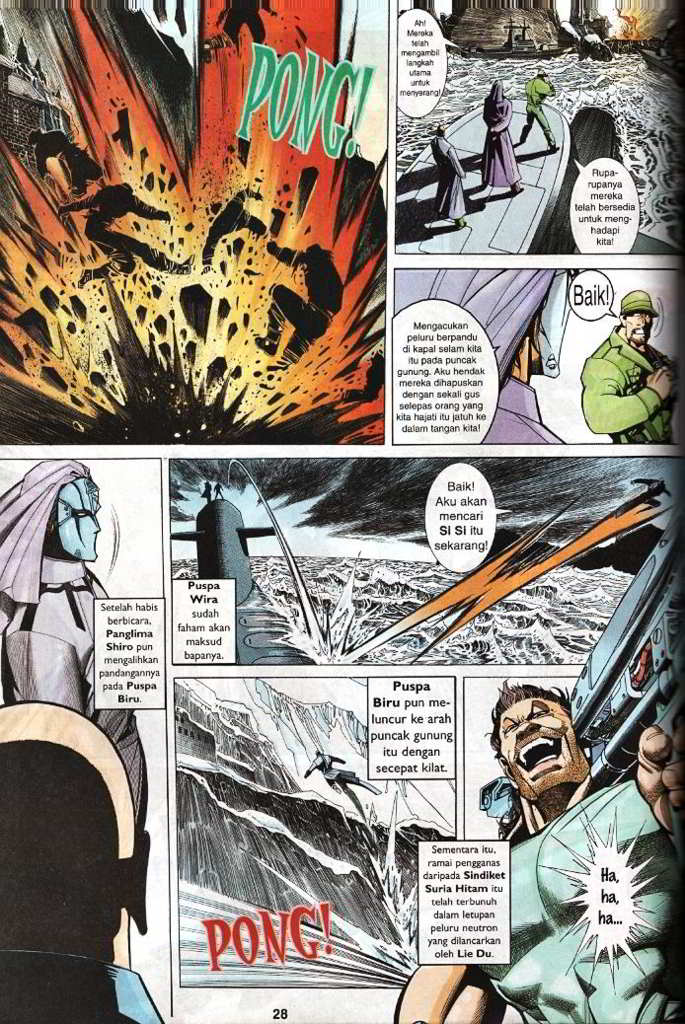 PONG!
Ah!
Mereka
telah
mengambil
langkah
utama
untuk
menyerang!
Rupa-
rupanya
mereka
telah bersedia
untuk meng-
hadapi
kita!
Mengacukan
peluru berpandu
di kapal selam kita
itu pada puncak
gunung. Aku hendak
mereka dihapuskan
dengan sekali gus
selepas orang yang
kita hajati itu jatuh ke
dalam tangan kita!
Baik!
Setelah habis
berbicara,
Panglima
Shiro pun
mengalihkan
pandangannya
pada Puspa
Biru.
Puspa
Wira
sudah
faham akan
maksud
bapanya.
Baik!
Aku akan
mencari
SI SI itu
sekarang!
Puspa
Biru pun me-
luncur ke arah
puncak gunung
itu dengan
secepat kilat.
PONG!
Sementara itu,
ramai pengganas
daripada Sindiket
Suria Hitam itu
telah terbunuh
dalam letupan
peluru neutron
yang dilancarkan
oleh Lie Du.
Ha,
ha,
ha...
28